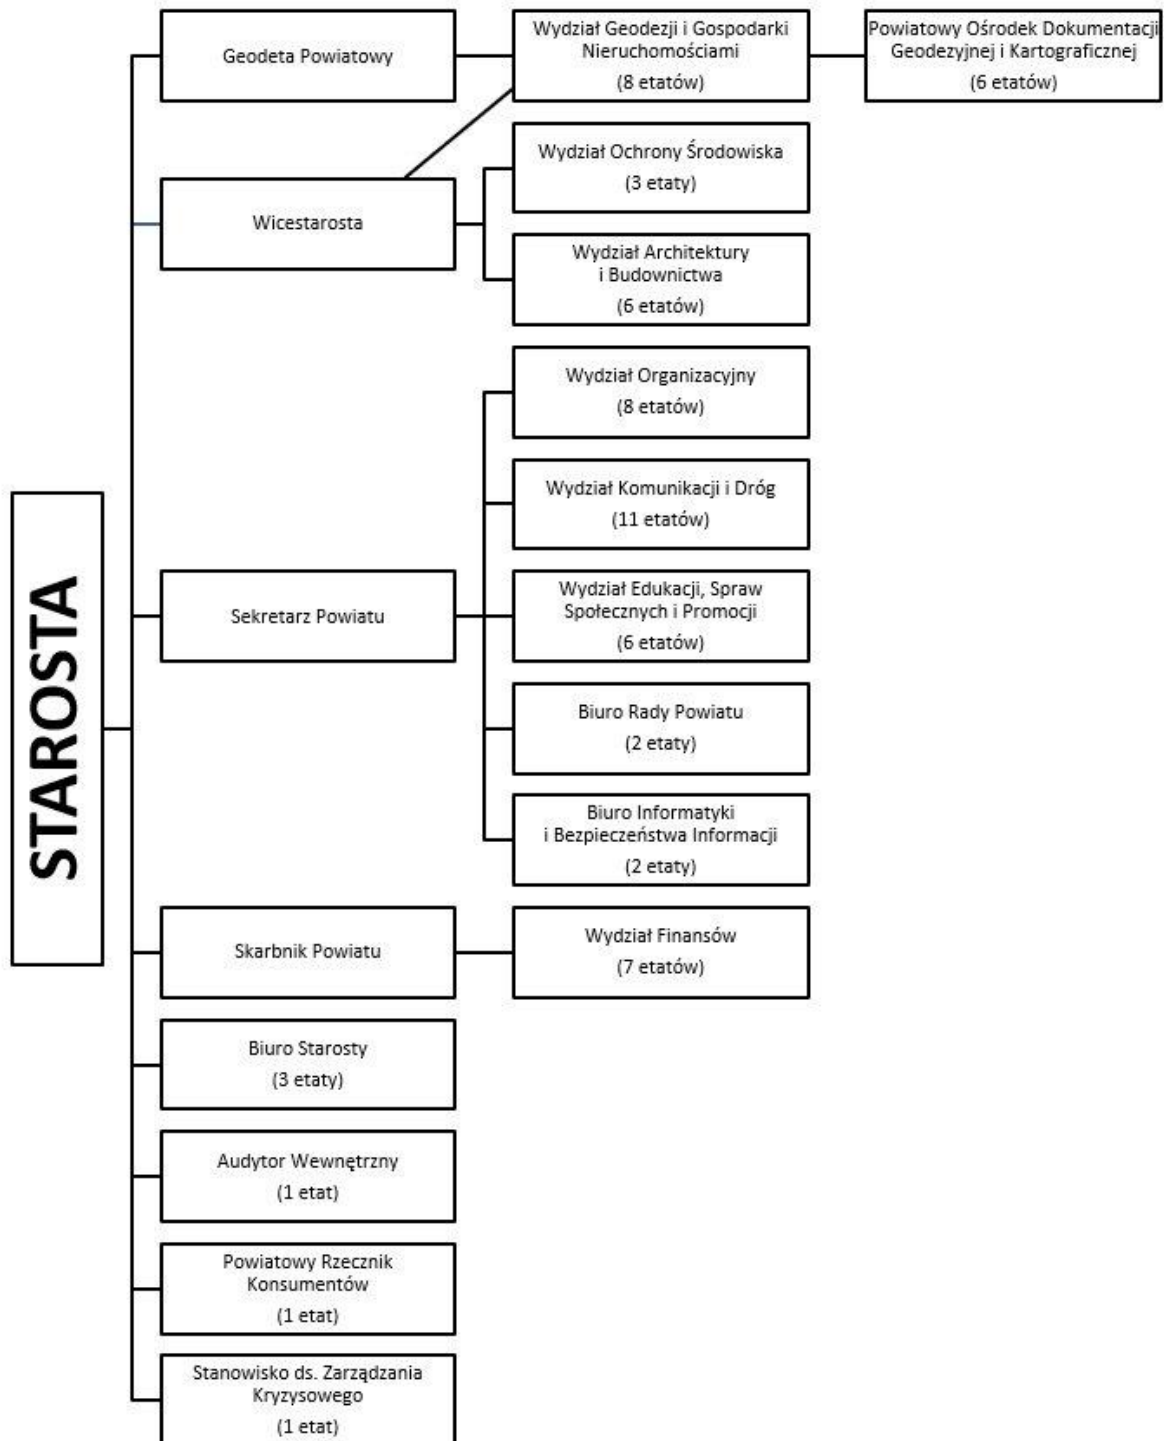 STAROSTA
Geodeta Powiatowy
Wydział Geodezji i Gospodarki
Nieruchomościami
(8 etatów)
Powiatowy Ośrodek Dokumentacji
Geodezyjnej i Kartograficznej
(6 etatów)
Wicestarosta
Wydział Ochrony Środowiska
(3 etaty)
Wydział Architektury
i Budownictwa
(6 etatów)
Sekretarz Powiatu
Wydział Organizacyjny
(8 etatów)
Wydział Komunikacji i Dróg
(11 etatów)
Wydział Edukacji, Spraw
Społecznych i Promocji
(6 etatów)
Biuro Rady Powiatu
(2 etaty)
Biuro Informatyki
i Bezpieczeństwa Informacji
(2 etaty)
Skarbnik Powiatu
Wydział Finansów
(7 etatów)
Biuro Starosty
(3 etaty)
Audytor Wewnętrzny
(1 etat)
Powiatowy Rzecznik
Konsumentów
(1 etat)
Stanowisko ds. Zarządzania
Kryzysowego
(1 etat)